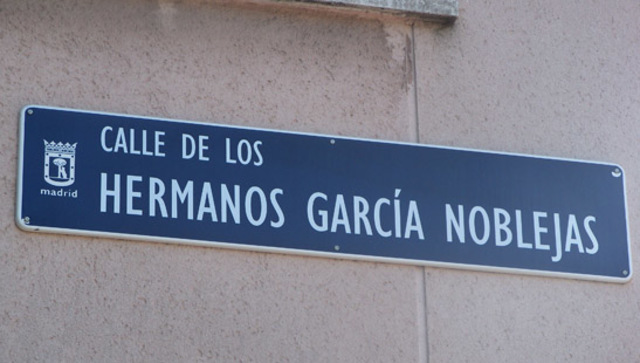 CALLE DE LOS
HERMANOS GARCÍA NOBLEJAS
madrid